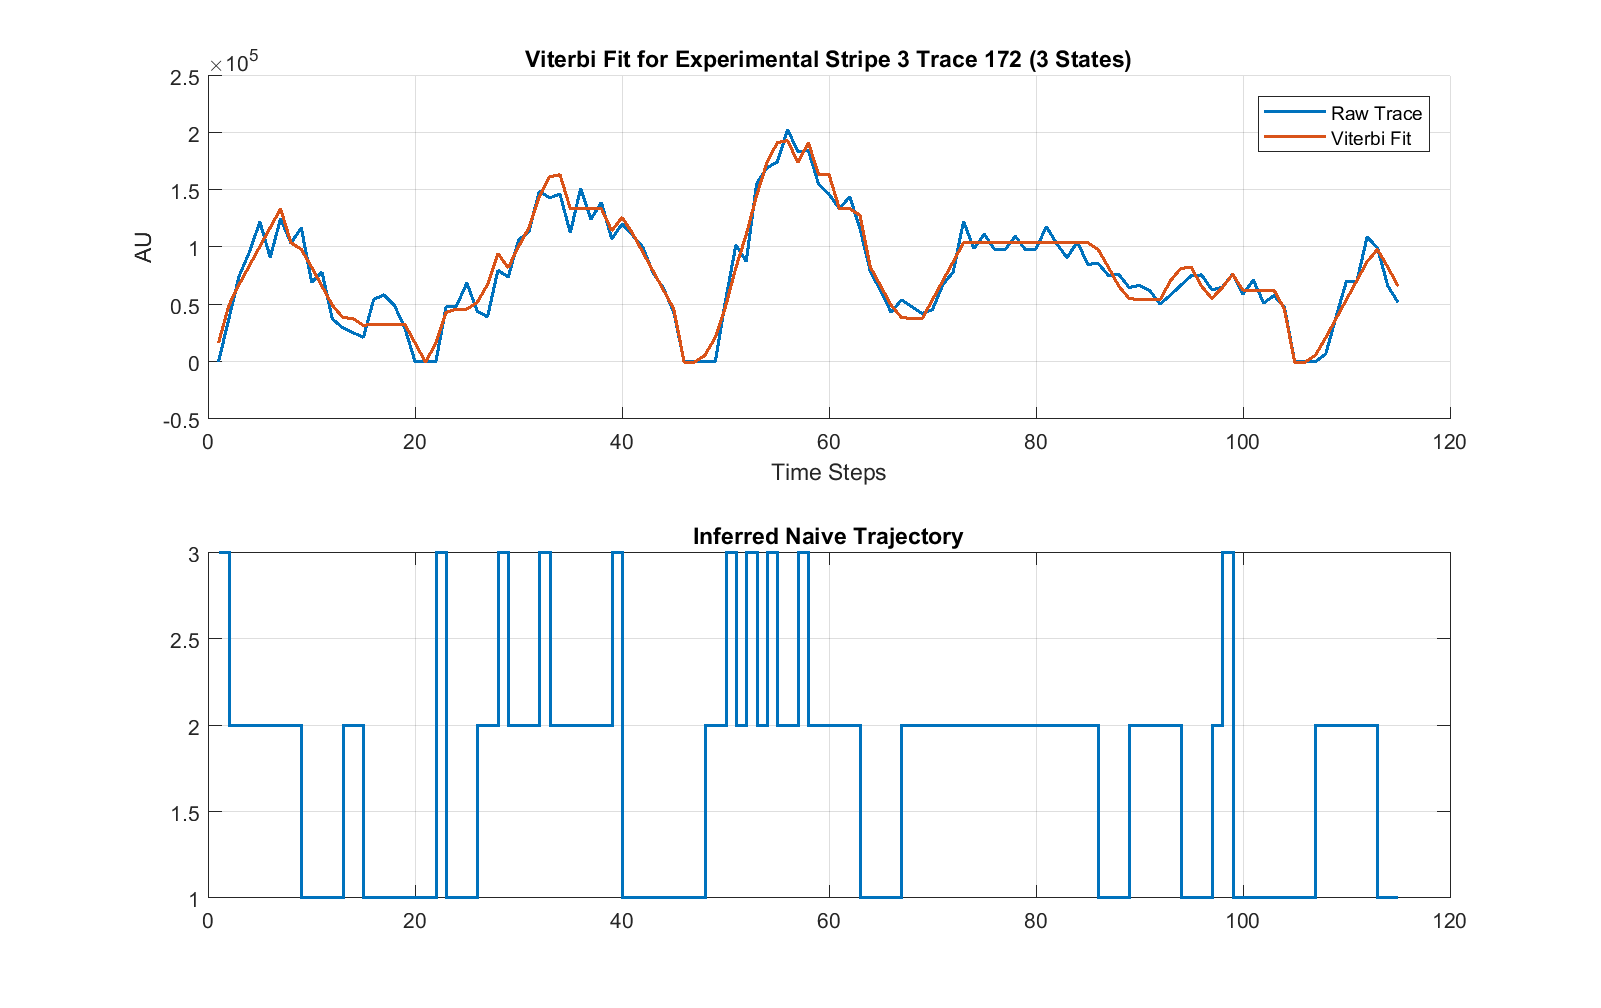 Viterbi Fit for Experimental Stripe 3 Trace 172 (3 States)
×10⁵
2.5
2
1.5
1
0.5
0
-0.5
AU
Raw Trace
Viterbi Fit
0 20 40 60 80 100 120
Time Steps
Inferred Naive Trajectory
3
2.5
2
1.5
1
0 20 40 60 80 100 120